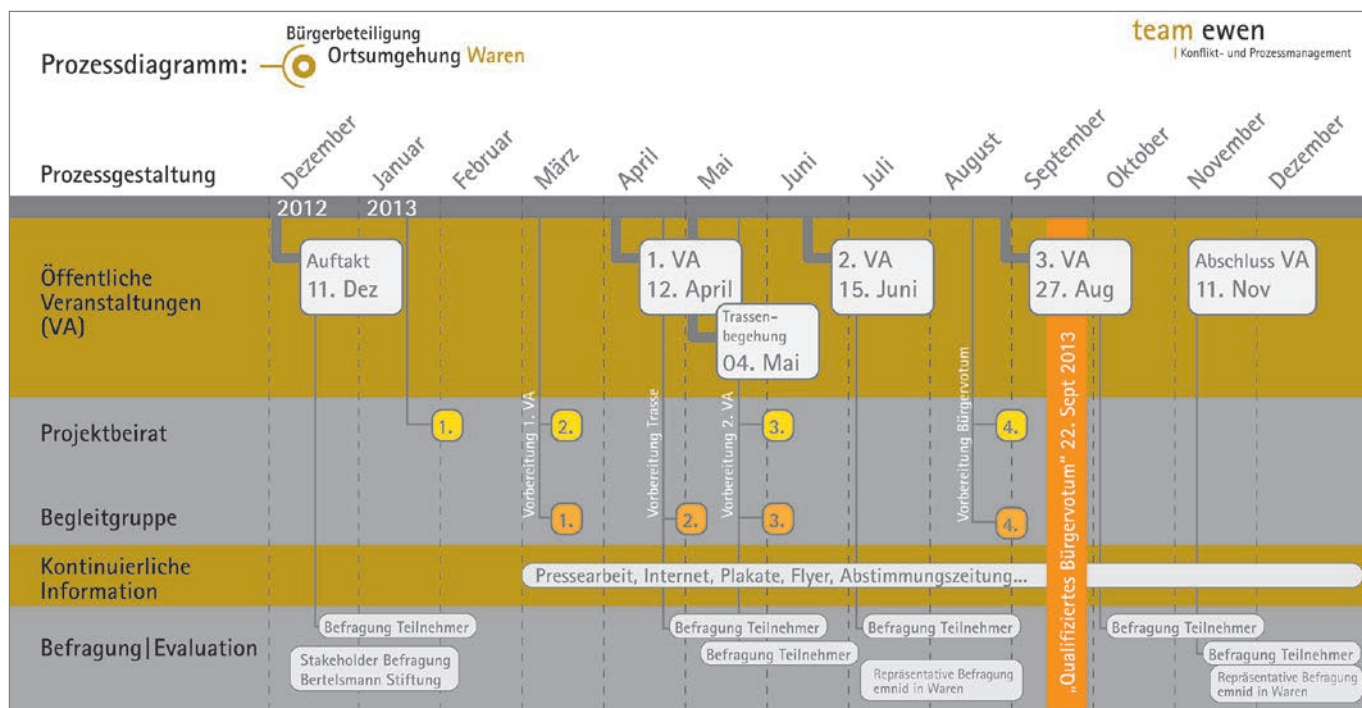 Prozessdiagramm:
Bürgerbeteiligung
Ortsumgehung Waren
team ewen
Konflikt- und Prozessmanagement
Prozessgestaltung
Dezember
Januar
Februar
März
April
Mai
Juni
Juli
August
September
Oktober
November
Dezember
2012
2013
Öffentliche
Veranstaltungen
(VA)
Auftakt
11. Dez
1. VA
12. April
Trassen-
begehung
04. Mai
2. VA
15. Juni
3. VA
27. Aug
Abschluss VA
11. Nov
Vorbereitung 1. VA
Vorbereitung Trasse
Vorbereitung 2. VA
Vorbereitung Bürgervotum
„Qualifiziertes Bürgervotum" 22. Sept 2013
Projektbeirat
1.
2.
3.
4.
Begleitgruppe
1.
2.
3.
4.
Kontinuierliche
Information
Pressearbeit, Internet, Plakate, Flyer, Abstimmungszeitung...
Befragung|Evaluation
Befragung Teilnehmer
Stakeholder Befragung
Bertelsmann Stiftung
Befragung Teilnehmer
Befragung Teilnehmer
Befragung Teilnehmer
Repräsentative Befragung
emnid in Waren
Befragung Teilnehmer
Befragung Teilnehmer
Repräsentative Befragung
emnid in Waren